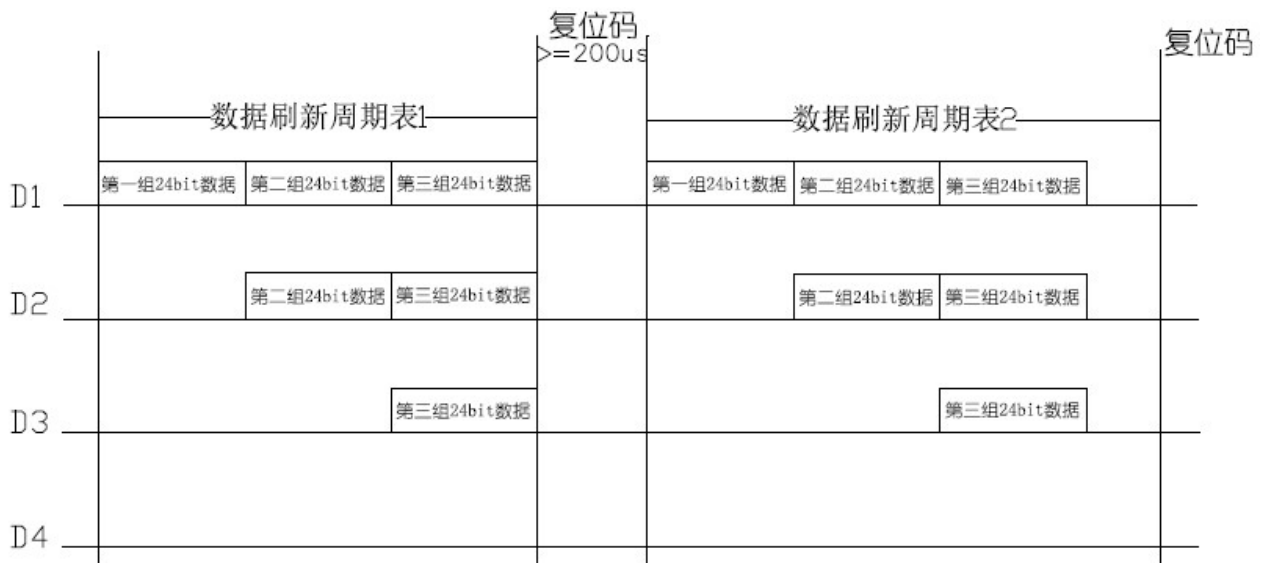 复位码
>=200us
复位码
数据刷新周期表1
数据刷新周期表2
D1
第一组24bit数据 第二组24bit数据 第三组24bit数据
第一组24bit数据 第二组24bit数据 第三组24bit数据
D2
第二组24bit数据 第三组24bit数据
第二组24bit数据 第三组24bit数据
D3
第三组24bit数据
第三组24bit数据
D4